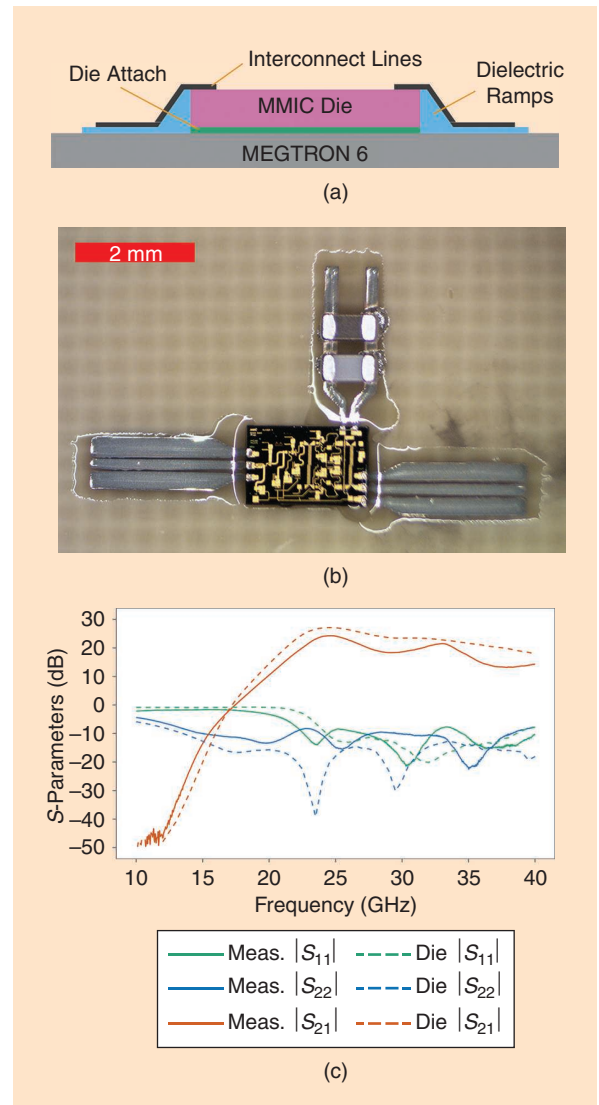 Die Attach
Interconnect Lines
Dielectric
Ramps
MMIC Die
MEGTRON 6
(a)
2 mm
(b)
30
20
10
0
–10
–20
–30
–40
–50
S-Parameters (dB)
10 15 20 25 30 35 40
Frequency (GHz)
Meas. |S11| Die |S11|
Meas. |S22| Die |S22|
Meas. |S21| Die |S21|
(c)